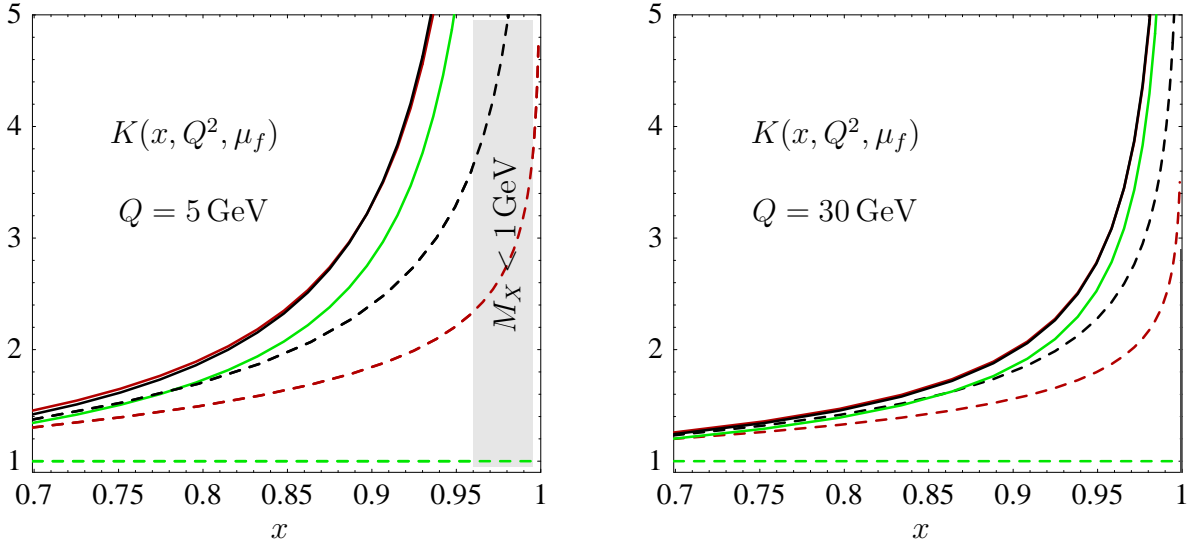 5
4
3
2
1
K(x, Q², μ_f)
Q = 5 GeV
M_X < 1 GeV
0.7 0.75 0.8 0.85 0.9 0.95 1
x
5
4
3
2
1
K(x, Q², μ_f)
Q = 30 GeV
0.7 0.75 0.8 0.85 0.9 0.95 1
x